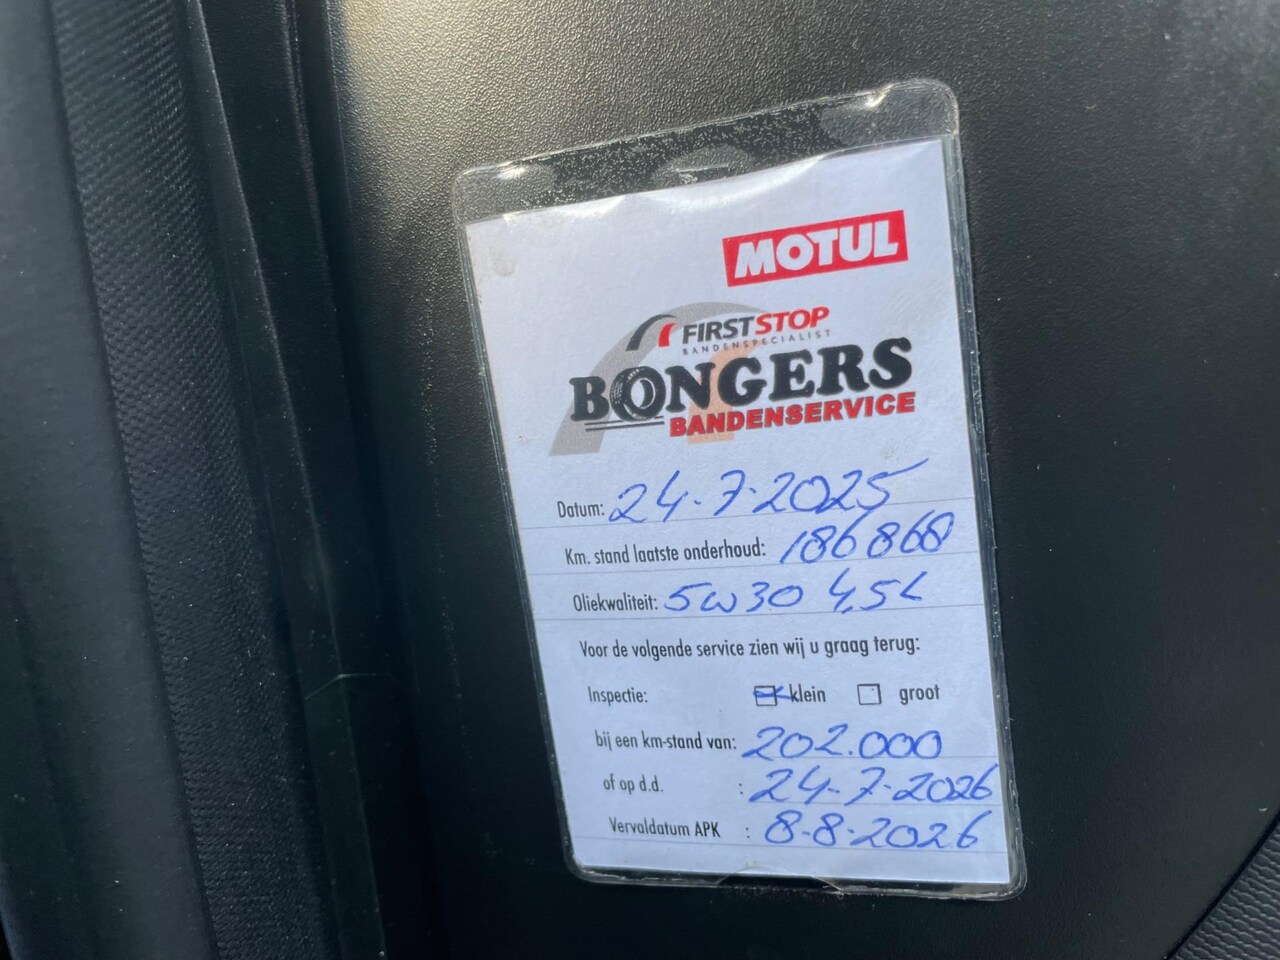 MOTUL
FIRSTSTOP
BANDENSPECIALIST
BONGERS
BANDENSERVICE
Datum: 24-7-2025
Km. stand laatste onderhoud: 186868
Oliekwaliteit: 5W30 4,5L
Voor de volgende service zien wij u graag terug:
Inspectie: klein groot
bij een km-stand van: 202.000
of op d.d. : 24-7-2026
Vervaldatum APK : 8-8-2026